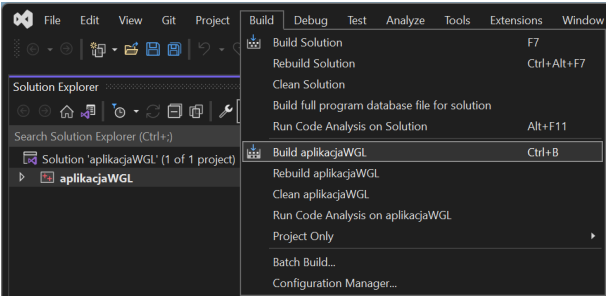 File Edit View Git Project Build Debug Test Analyze Tools Extensions Window
Build Solution F7
Rebuild Solution Ctrl+Alt+F7
Clean Solution
Build full program database file for solution
Run Code Analysis on Solution Alt+F11
Build aplikacjaWGL Ctrl+B
Rebuild aplikacjaWGL
Clean aplikacjaWGL
Run Code Analysis on aplikacjaWGL
Project Only
Batch Build...
Configuration Manager...
Solution Explorer
Search Solution Explorer (Ctrl+;)
Solution 'aplikacjaWGL' (1 of 1 project)
aplikacjaWGL